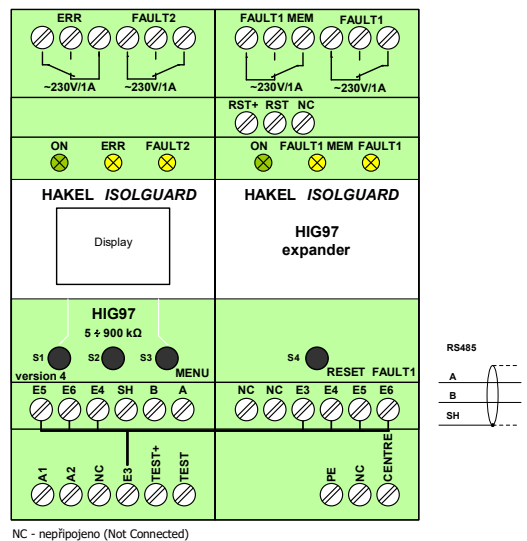 ERR FAULT2 FAULT1 MEM FAULT1
~230V/1A ~230V/1A ~230V/1A ~230V/1A
RST+ RST NC
ON ERR FAULT2 ON FAULT1 MEM FAULT1
HAKEL ISOLGUARD HAKEL ISOLGUARD
Display
HIG97
expander
HIG97
5 ÷ 900 kΩ
S1 S2 S3 S4
version 4 MENU RESET FAULT1
E5 E6 E4 SH B A NC NC E3 E4 E5 E6
A1 A2 NC E3 TEST+ TEST PE NC CENTRE
RS485
A
B
SH
NC - nepřipojeno (Not Connected)